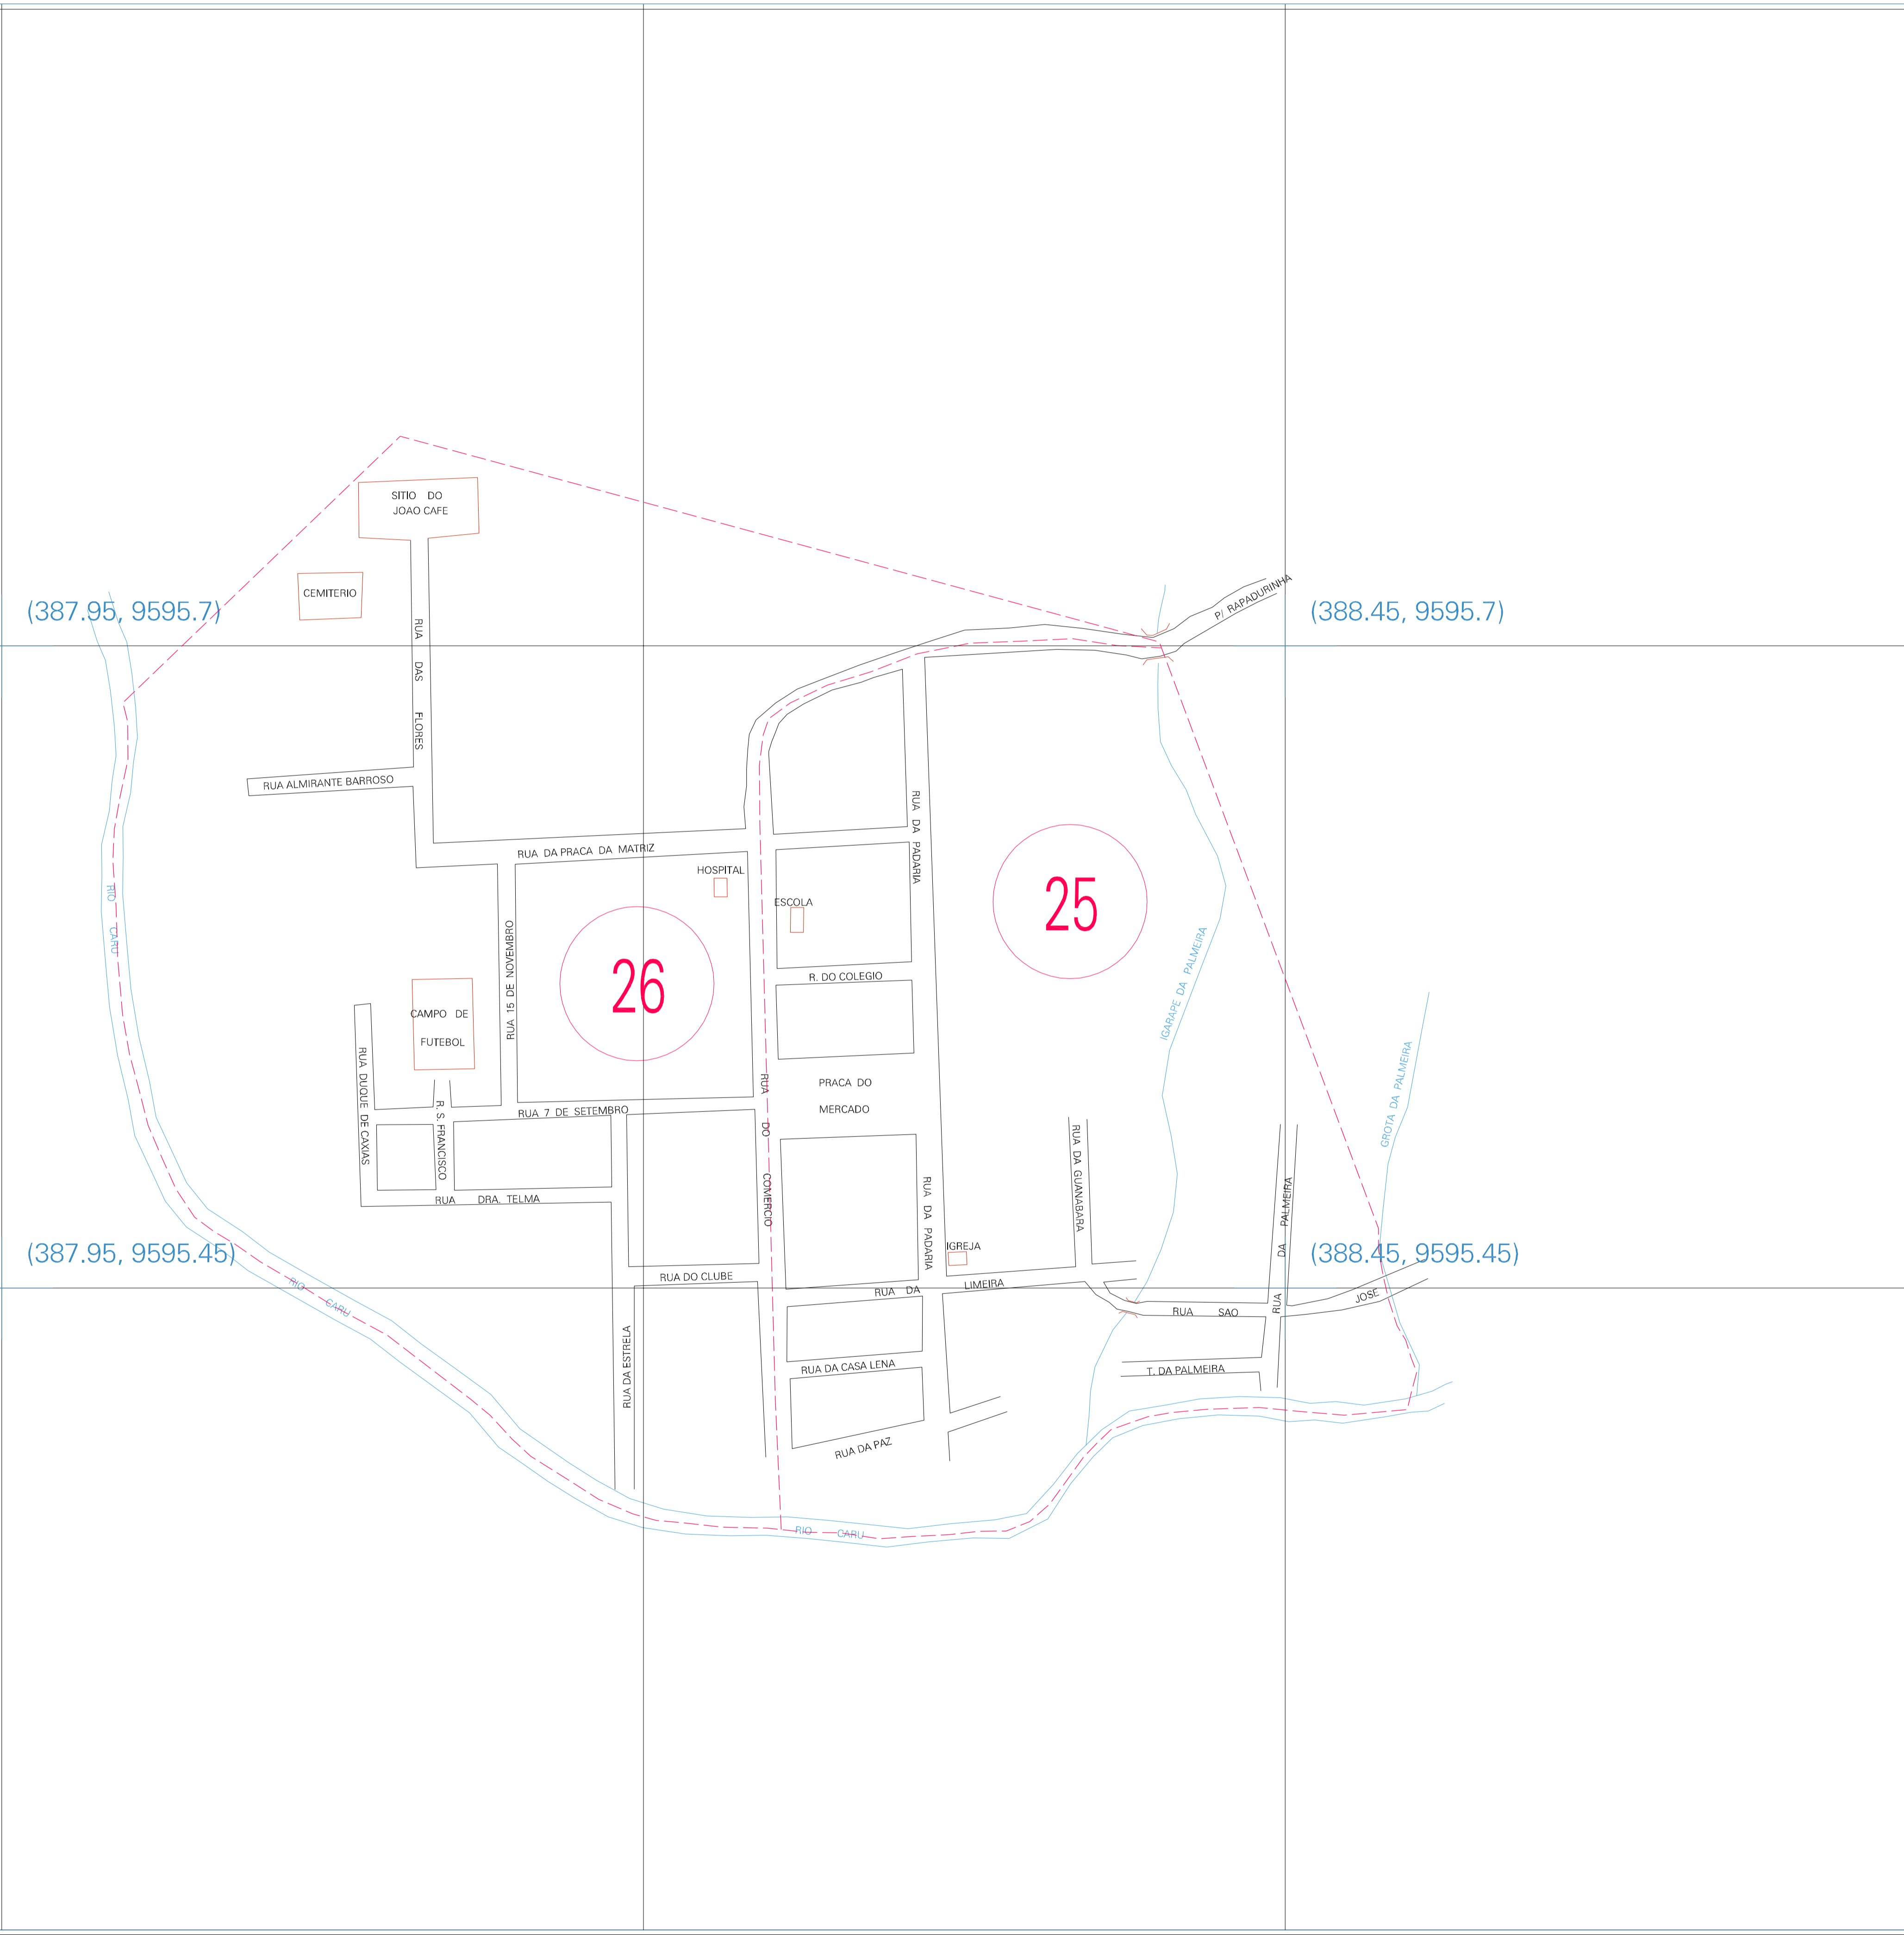 SITIO DO
JOAO CAFE
CEMITERIO
(387.95, 9595.7)
(388.45, 9595.7)
P/ RAPADURINHA
RUA DAS FLORES
RUA ALMIRANTE BARROSO
RUA DA PRACA DA MATRIZ
HOSPITAL
ESCOLA
RUA DA PADARIA
25
26
RIO CARU
RUA 15 DE NOVEMBRO
R. DO COLEGIO
IGARAPE DA PALMEIRA
CAMPO DE
FUTEBOL
GROTA DA PALMEIRA
RUA DUQUE DE CAXIAS
R. S. FRANCISCO
RUA 7 DE SETEMBRO
PRACA DO
MERCADO
RUA DO COMERCIO
RUA DRA. TELMA
RUA DA PADARIA
RUA DA GUANABARA
RUA DA PALMEIRA
IGREJA
(387.95, 9595.45)
(388.45, 9595.45)
RUA DO CLUBE
RUA DA LIMEIRA
RIO CARU
RUA SAO JOSE
RUA DA ESTRELA
RUA DA CASA LENA
T. DA PALMEIRA
RUA DA PAZ
RIO CARU